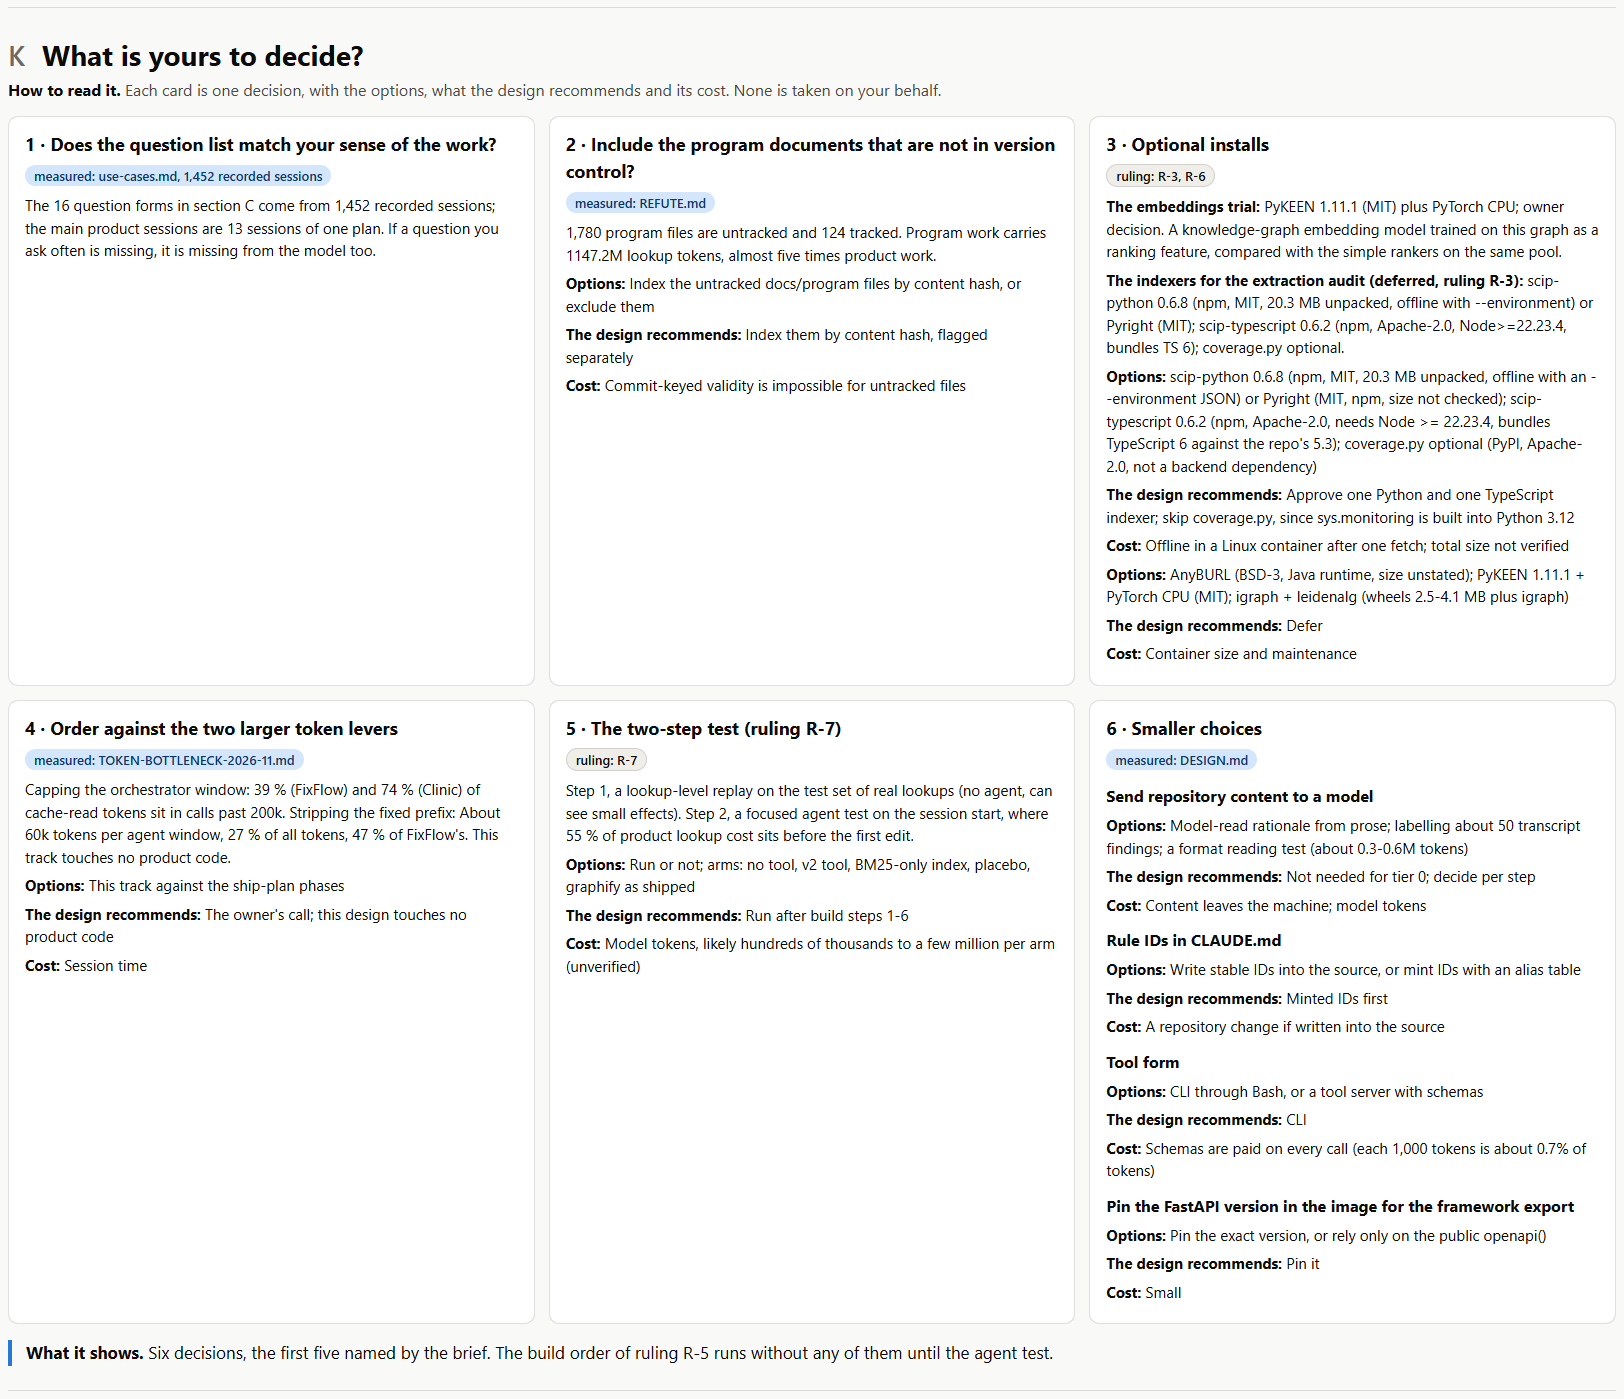 K What is yours to decide?
How to read it. Each card is one decision, with the options, what the design recommends and its cost. None is taken on your behalf.
1 · Does the question list match your sense of the work?
measured: use-cases.md, 1,452 recorded sessions
The 16 question forms in section C come from 1,452 recorded sessions;
the main product sessions are 13 sessions of one plan. If a question you
ask often is missing, it is missing from the model too.
2 · Include the program documents that are not in version
control?
measured: REFUTE.md
1,780 program files are untracked and 124 tracked. Program work carries
1147.2M lookup tokens, almost five times product work.
Options: Index the untracked docs/program files by content hash, or
exclude them
The design recommends: Index them by content hash, flagged
separately
Cost: Commit-keyed validity is impossible for untracked files
3 · Optional installs
ruling: R-3, R-6
The embeddings trial: PyKEEN 1.11.1 (MIT) plus PyTorch CPU; owner
decision. A knowledge-graph embedding model trained on this graph as a
ranking feature, compared with the simple rankers on the same pool.
The indexers for the extraction audit (deferred, ruling R-3): scip-
python 0.6.8 (npm, MIT, 20.3 MB unpacked, offline with --environment) or
Pyright (MIT); scip-typescript 0.6.2 (npm, Apache-2.0, Node>=22.23.4,
bundles TS 6); coverage.py optional.
Options: scip-python 0.6.8 (npm, MIT, 20.3 MB unpacked, offline with an -
-environment JSON) or Pyright (MIT, npm, size not checked); scip-
typescript 0.6.2 (npm, Apache-2.0, needs Node >= 22.23.4, bundles
TypeScript 6 against the repo's 5.3); coverage.py optional (PyPI, Apache-
2.0, not a backend dependency)
The design recommends: Approve one Python and one TypeScript
indexer; skip coverage.py, since sys.monitoring is built into Python 3.12
Cost: Offline in a Linux container after one fetch; total size not verified
Options: AnyBURL (BSD-3, Java runtime, size unstated); PyKEEN 1.11.1 +
PyTorch CPU (MIT); igraph + leidenalg (wheels 2.5-4.1 MB plus igraph)
The design recommends: Defer
Cost: Container size and maintenance
4 · Order against the two larger token levers
measured: TOKEN-BOTTLENECK-2026-11.md
Capping the orchestrator window: 39 % (FixFlow) and 74 % (Clinic) of
cache-read tokens sit in calls past 200k. Stripping the fixed prefix: About
60k tokens per agent window, 27 % of all tokens, 47 % of FixFlow's. This
track touches no product code.
Options: This track against the ship-plan phases
The design recommends: The owner's call; this design touches no
product code
Cost: Session time
5 · The two-step test (ruling R-7)
ruling: R-7
Step 1, a lookup-level replay on the test set of real lookups (no agent, can
see small effects). Step 2, a focused agent test on the session start, where
55 % of product lookup cost sits before the first edit.
Options: Run or not; arms: no tool, v2 tool, BM25-only index, placebo,
graphify as shipped
The design recommends: Run after build steps 1-6
Cost: Model tokens, likely hundreds of thousands to a few million per arm
(unverified)
6 · Smaller choices
measured: DESIGN.md
Send repository content to a model
Options: Model-read rationale from prose; labelling about 50 transcript
findings; a format reading test (about 0.3-0.6M tokens)
The design recommends: Not needed for tier 0; decide per step
Cost: Content leaves the machine; model tokens
Rule IDs in CLAUDE.md
Options: Write stable IDs into the source, or mint IDs with an alias table
The design recommends: Minted IDs first
Cost: A repository change if written into the source
Tool form
Options: CLI through Bash, or a tool server with schemas
The design recommends: CLI
Cost: Schemas are paid on every call (each 1,000 tokens is about 0.7% of
tokens)
Pin the FastAPI version in the image for the framework export
Options: Pin the exact version, or rely only on the public openapi()
The design recommends: Pin it
Cost: Small
What it shows. Six decisions, the first five named by the brief. The build order of ruling R-5 runs without any of them until the agent test.